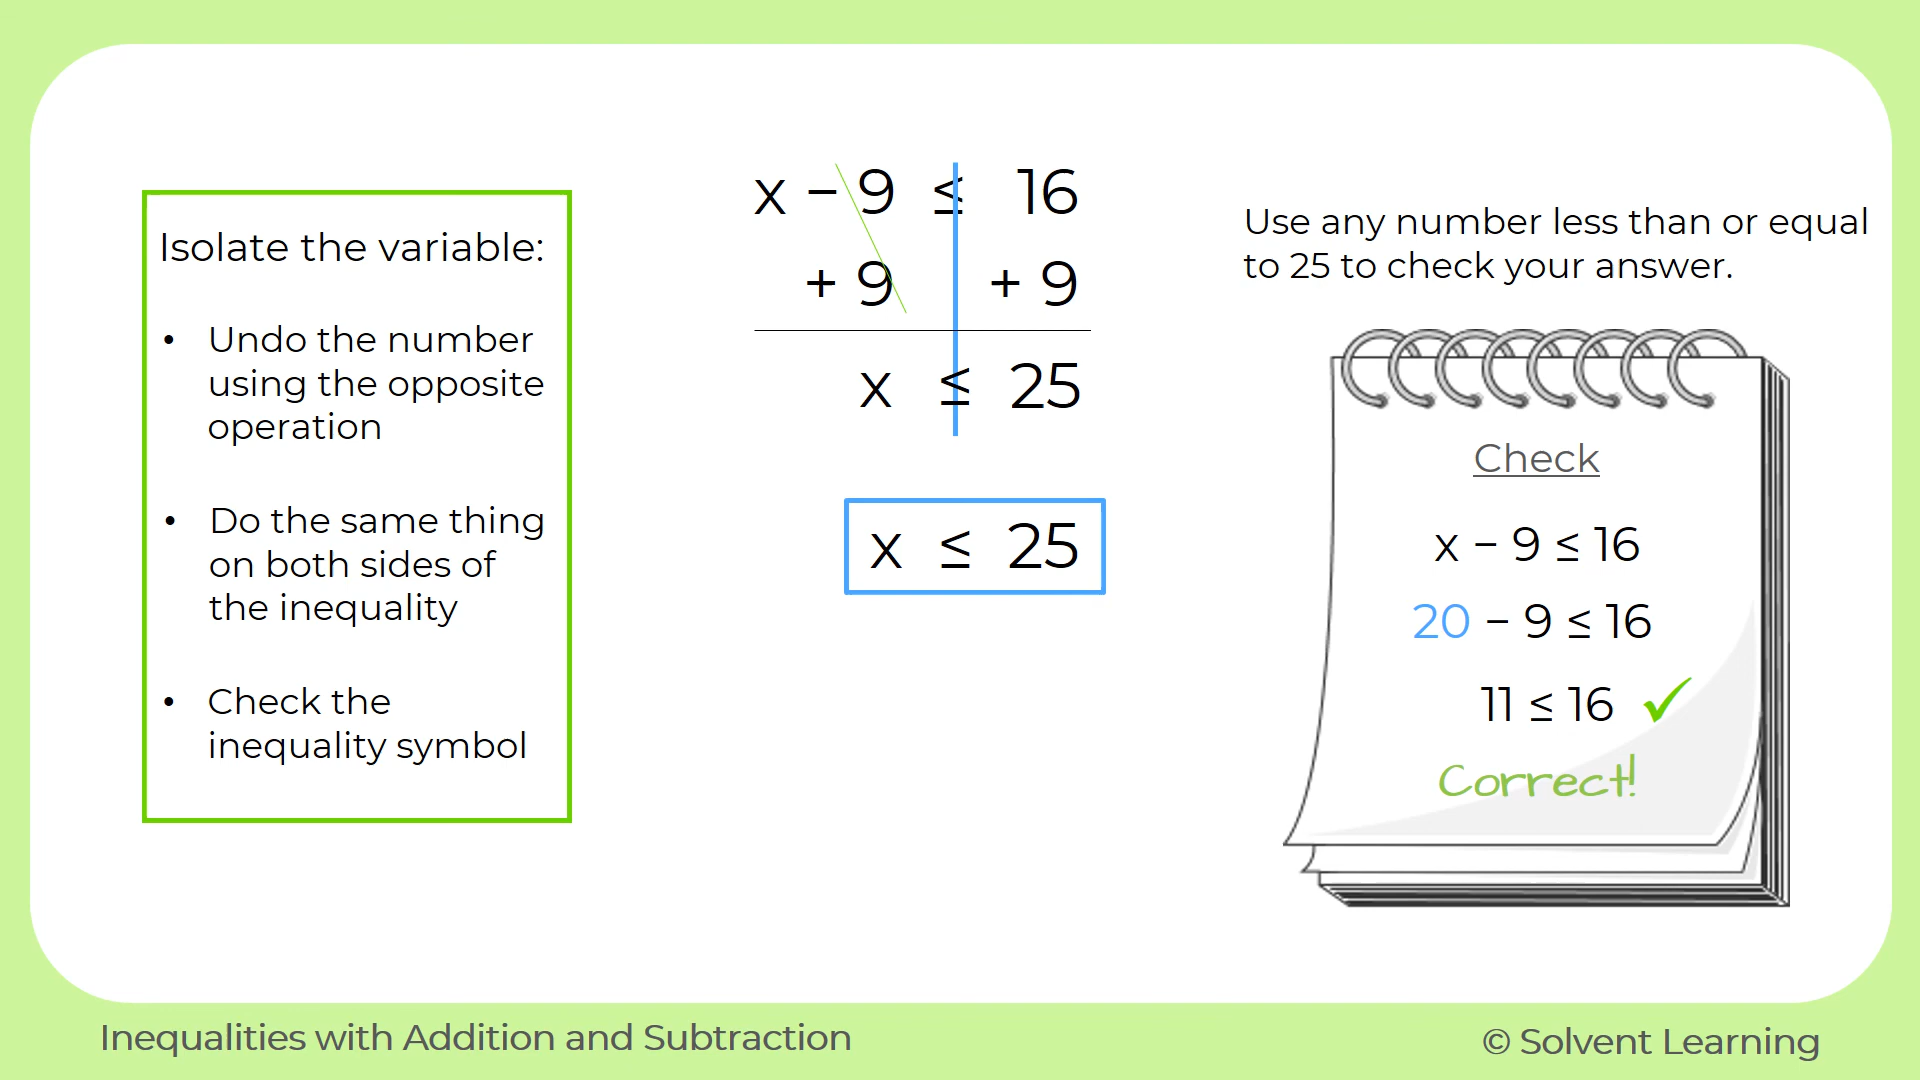 Isolate the variable:
• Undo the number
using the opposite
operation
• Do the same thing
on both sides of
the inequality
• Check the
inequality symbol
x − 9 ≤ 16
+ 9 + 9
x ≤ 25
x ≤ 25
Use any number less than or equal
to 25 to check your answer.
Check
x − 9 ≤ 16
20 − 9 ≤ 16
11 ≤ 16 ✓
Correct!
Inequalities with Addition and Subtraction
© Solvent Learning